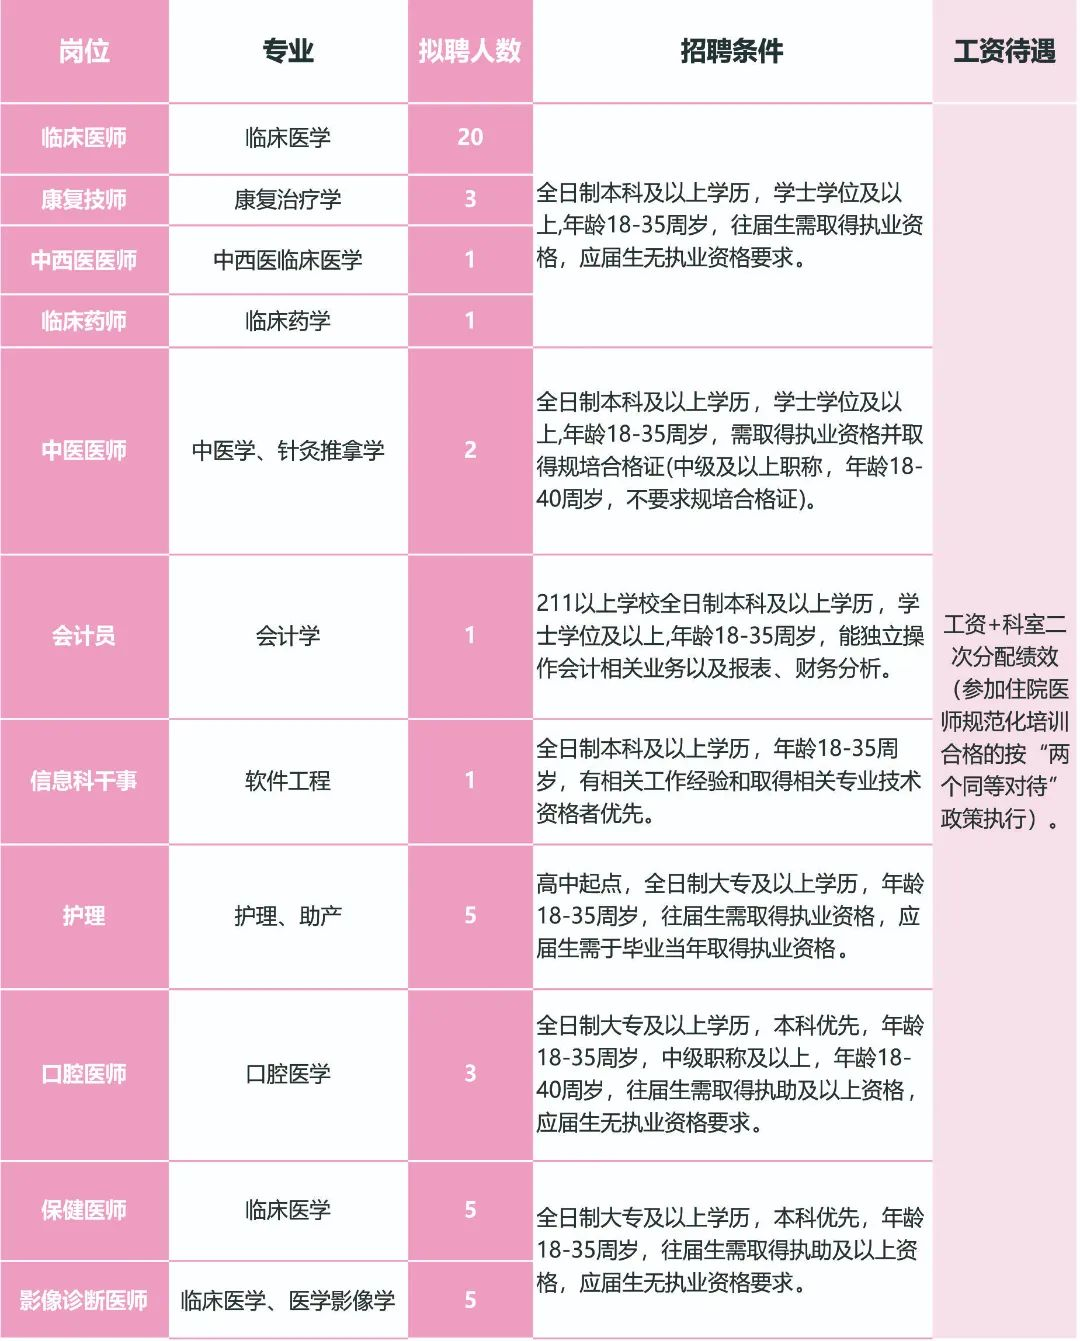 岗位 专业 拟聘人数 招聘条件 工资待遇
临床医师 临床医学 20
康复技师 康复治疗学 3
中西医医师 中西医临床医学 1
临床药师 临床药学 1
全日制本科及以上学历，学士学位及以
上,年龄18-35周岁，往届生需取得执业资
格，应届生无执业资格要求。
中医医师 中医学、针灸推拿学 2
全日制本科及以上学历，学士学位及以
上,年龄18-35周岁，需取得执业资格并取
得规培合格证(中级及以上职称，年龄18-
40周岁，不要求规培合格证)。
会计员 会计学 1
211以上学校全日制本科及以上学历，学
士学位及以上,年龄18-35周岁，能独立操
作会计相关业务以及报表、财务分析。
信息科干事 软件工程 1
全日制本科及以上学历，年龄18-35周
岁，有相关工作经验和取得相关专业技术
资格者优先。
护理 护理、助产 5
高中起点，全日制大专及以上学历，年龄
18-35周岁，往届生需取得执业资格，应
届生需于毕业当年取得执业资格。
口腔医师 口腔医学 3
全日制大专及以上学历，本科优先，年龄
18-35周岁，中级职称及以上，年龄18-
40周岁，往届生需取得执助及以上资格，
应届生无执业资格要求。
保健医师 临床医学 5
影像诊断医师 临床医学、医学影像学 5
全日制大专及以上学历，本科优先，年龄
18-35周岁，往届生需取得执助及以上资
格，应届生无执业资格要求。
工资+科室二
次分配绩效
（参加住院医
师规范化培训
合格的按“两
个同等对待”
政策执行）。